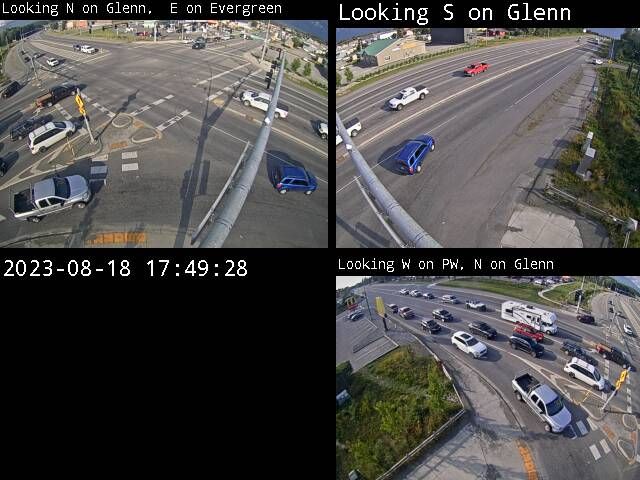 Looking N on Glenn,  E on Evergreen
Looking S on Glenn
2023-08-18 17:49:28
Looking W on PW, N on Glenn